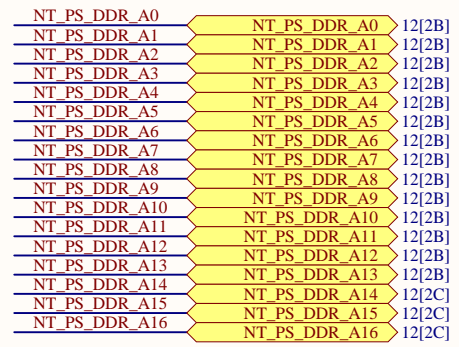 NT_PS_DDR_A0 NT_PS_DDR_A0 12[2B]
NT_PS_DDR_A1 NT_PS_DDR_A1 12[2B]
NT_PS_DDR_A2 NT_PS_DDR_A2 12[2B]
NT_PS_DDR_A3 NT_PS_DDR_A3 12[2B]
NT_PS_DDR_A4 NT_PS_DDR_A4 12[2B]
NT_PS_DDR_A5 NT_PS_DDR_A5 12[2B]
NT_PS_DDR_A6 NT_PS_DDR_A6 12[2B]
NT_PS_DDR_A7 NT_PS_DDR_A7 12[2B]
NT_PS_DDR_A8 NT_PS_DDR_A8 12[2B]
NT_PS_DDR_A9 NT_PS_DDR_A9 12[2B]
NT_PS_DDR_A10 NT_PS_DDR_A10 12[2B]
NT_PS_DDR_A11 NT_PS_DDR_A11 12[2B]
NT_PS_DDR_A12 NT_PS_DDR_A12 12[2B]
NT_PS_DDR_A13 NT_PS_DDR_A13 12[2B]
NT_PS_DDR_A14 NT_PS_DDR_A14 12[2C]
NT_PS_DDR_A15 NT_PS_DDR_A15 12[2C]
NT_PS_DDR_A16 NT_PS_DDR_A16 12[2C]